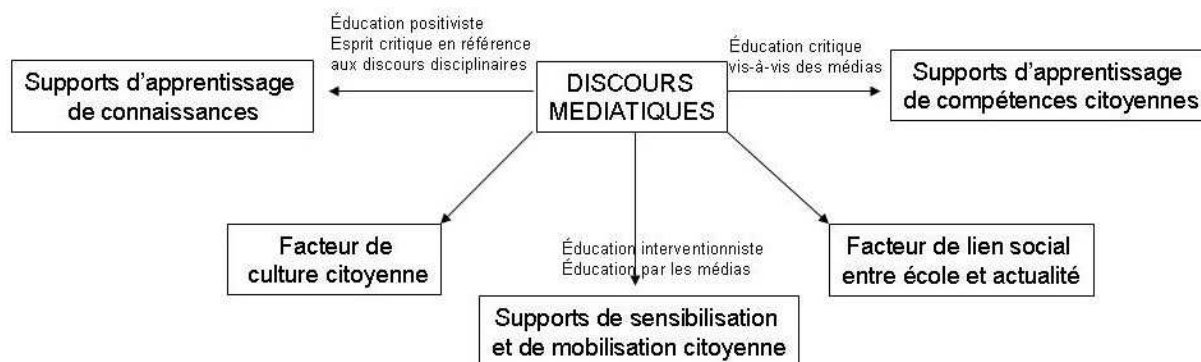 Éducation positiviste
Esprit critique en référence
aux discours disciplinaires
Éducation critique
vis-à-vis des médias
Supports d'apprentissage
de connaissances
DISCOURS
MEDIATIQUES
Supports d'apprentissage
de compétences citoyennes
Facteur de
culture citoyenne
Éducation interventionniste
Éducation par les médias
Facteur de lien social
entre école et actualité
Supports de sensibilisation
et de mobilisation citoyenne